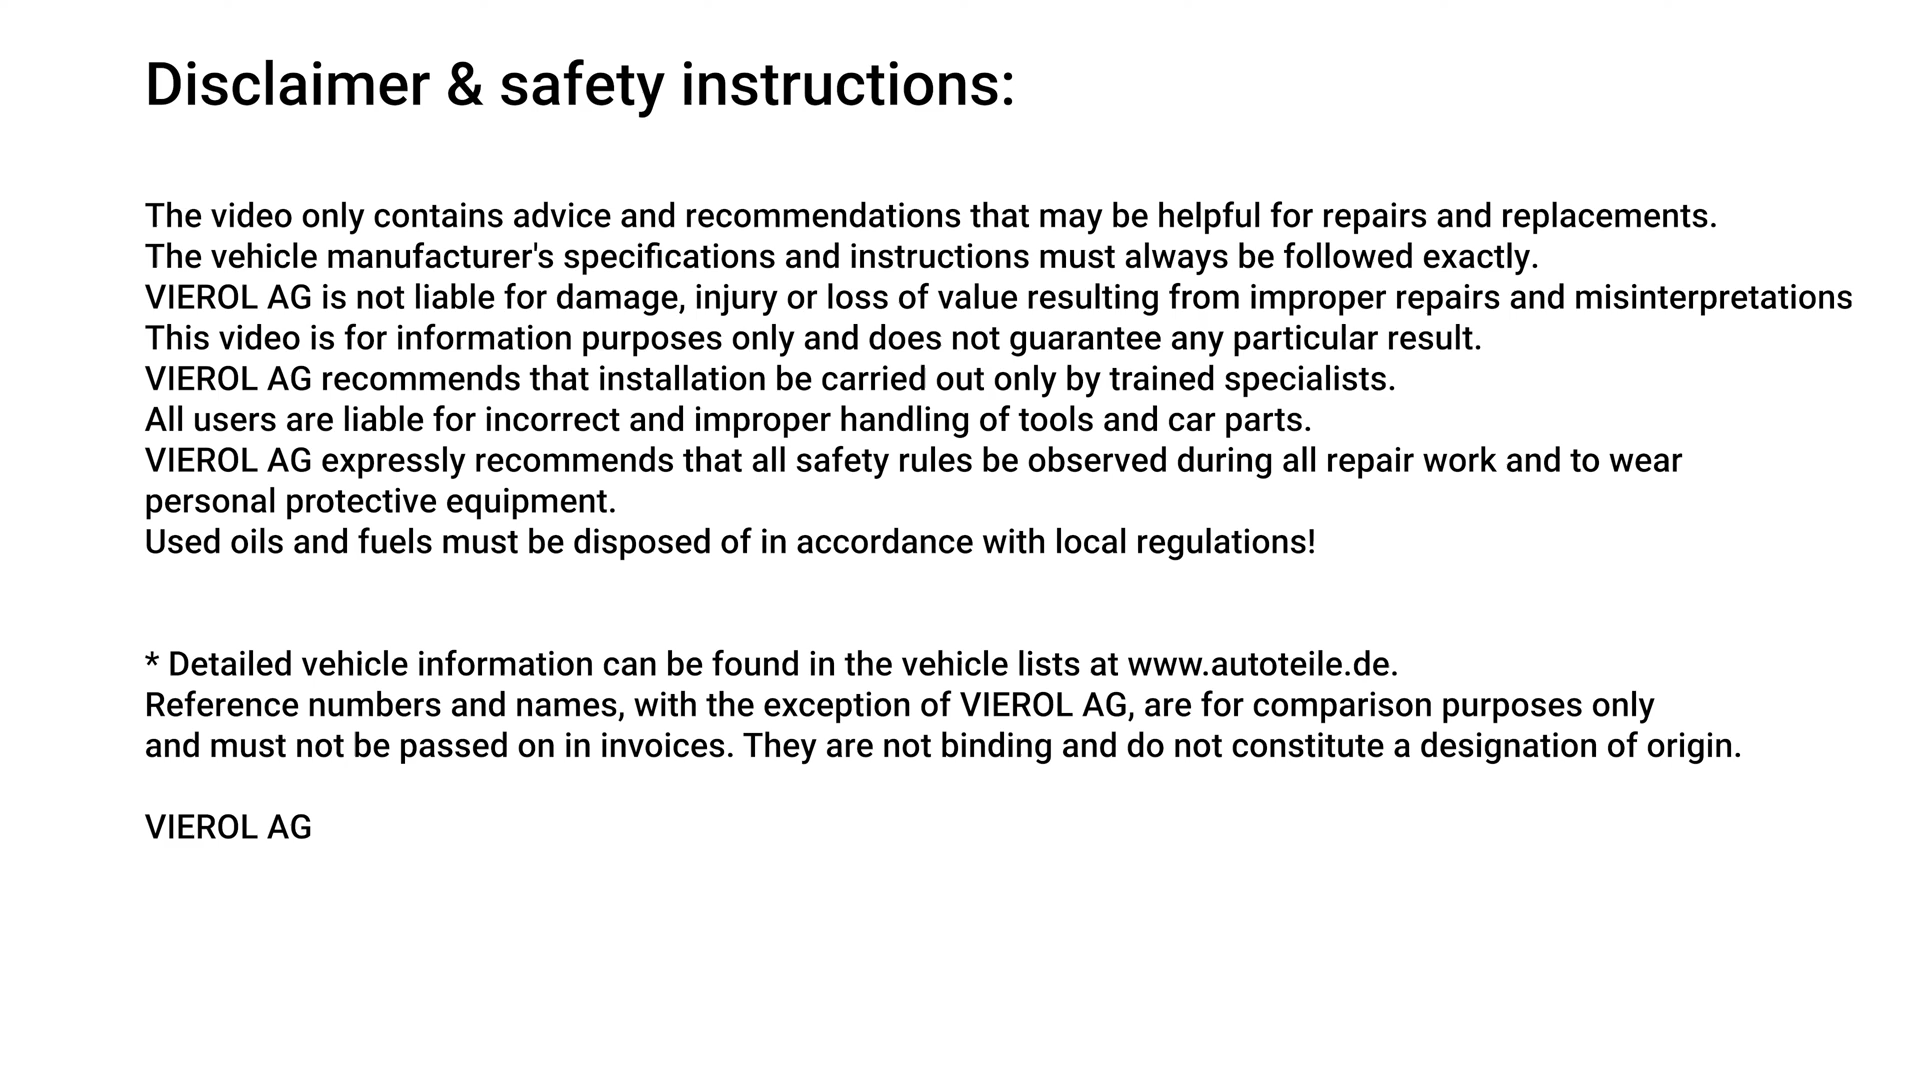 Disclaimer & safety instructions:
The video only contains advice and recommendations that may be helpful for repairs and replacements.
The vehicle manufacturer's specifications and instructions must always be followed exactly.
VIEROL AG is not liable for damage, injury or loss of value resulting from improper repairs and misinterpretations
This video is for information purposes only and does not guarantee any particular result.
VIEROL AG recommends that installation be carried out only by trained specialists.
All users are liable for incorrect and improper handling of tools and car parts.
VIEROL AG expressly recommends that all safety rules be observed during all repair work and to wear
personal protective equipment.
Used oils and fuels must be disposed of in accordance with local regulations!
* Detailed vehicle information can be found in the vehicle lists at www.autoteile.de.
Reference numbers and names, with the exception of VIEROL AG, are for comparison purposes only
and must not be passed on in invoices. They are not binding and do not constitute a designation of origin.
VIEROL AG